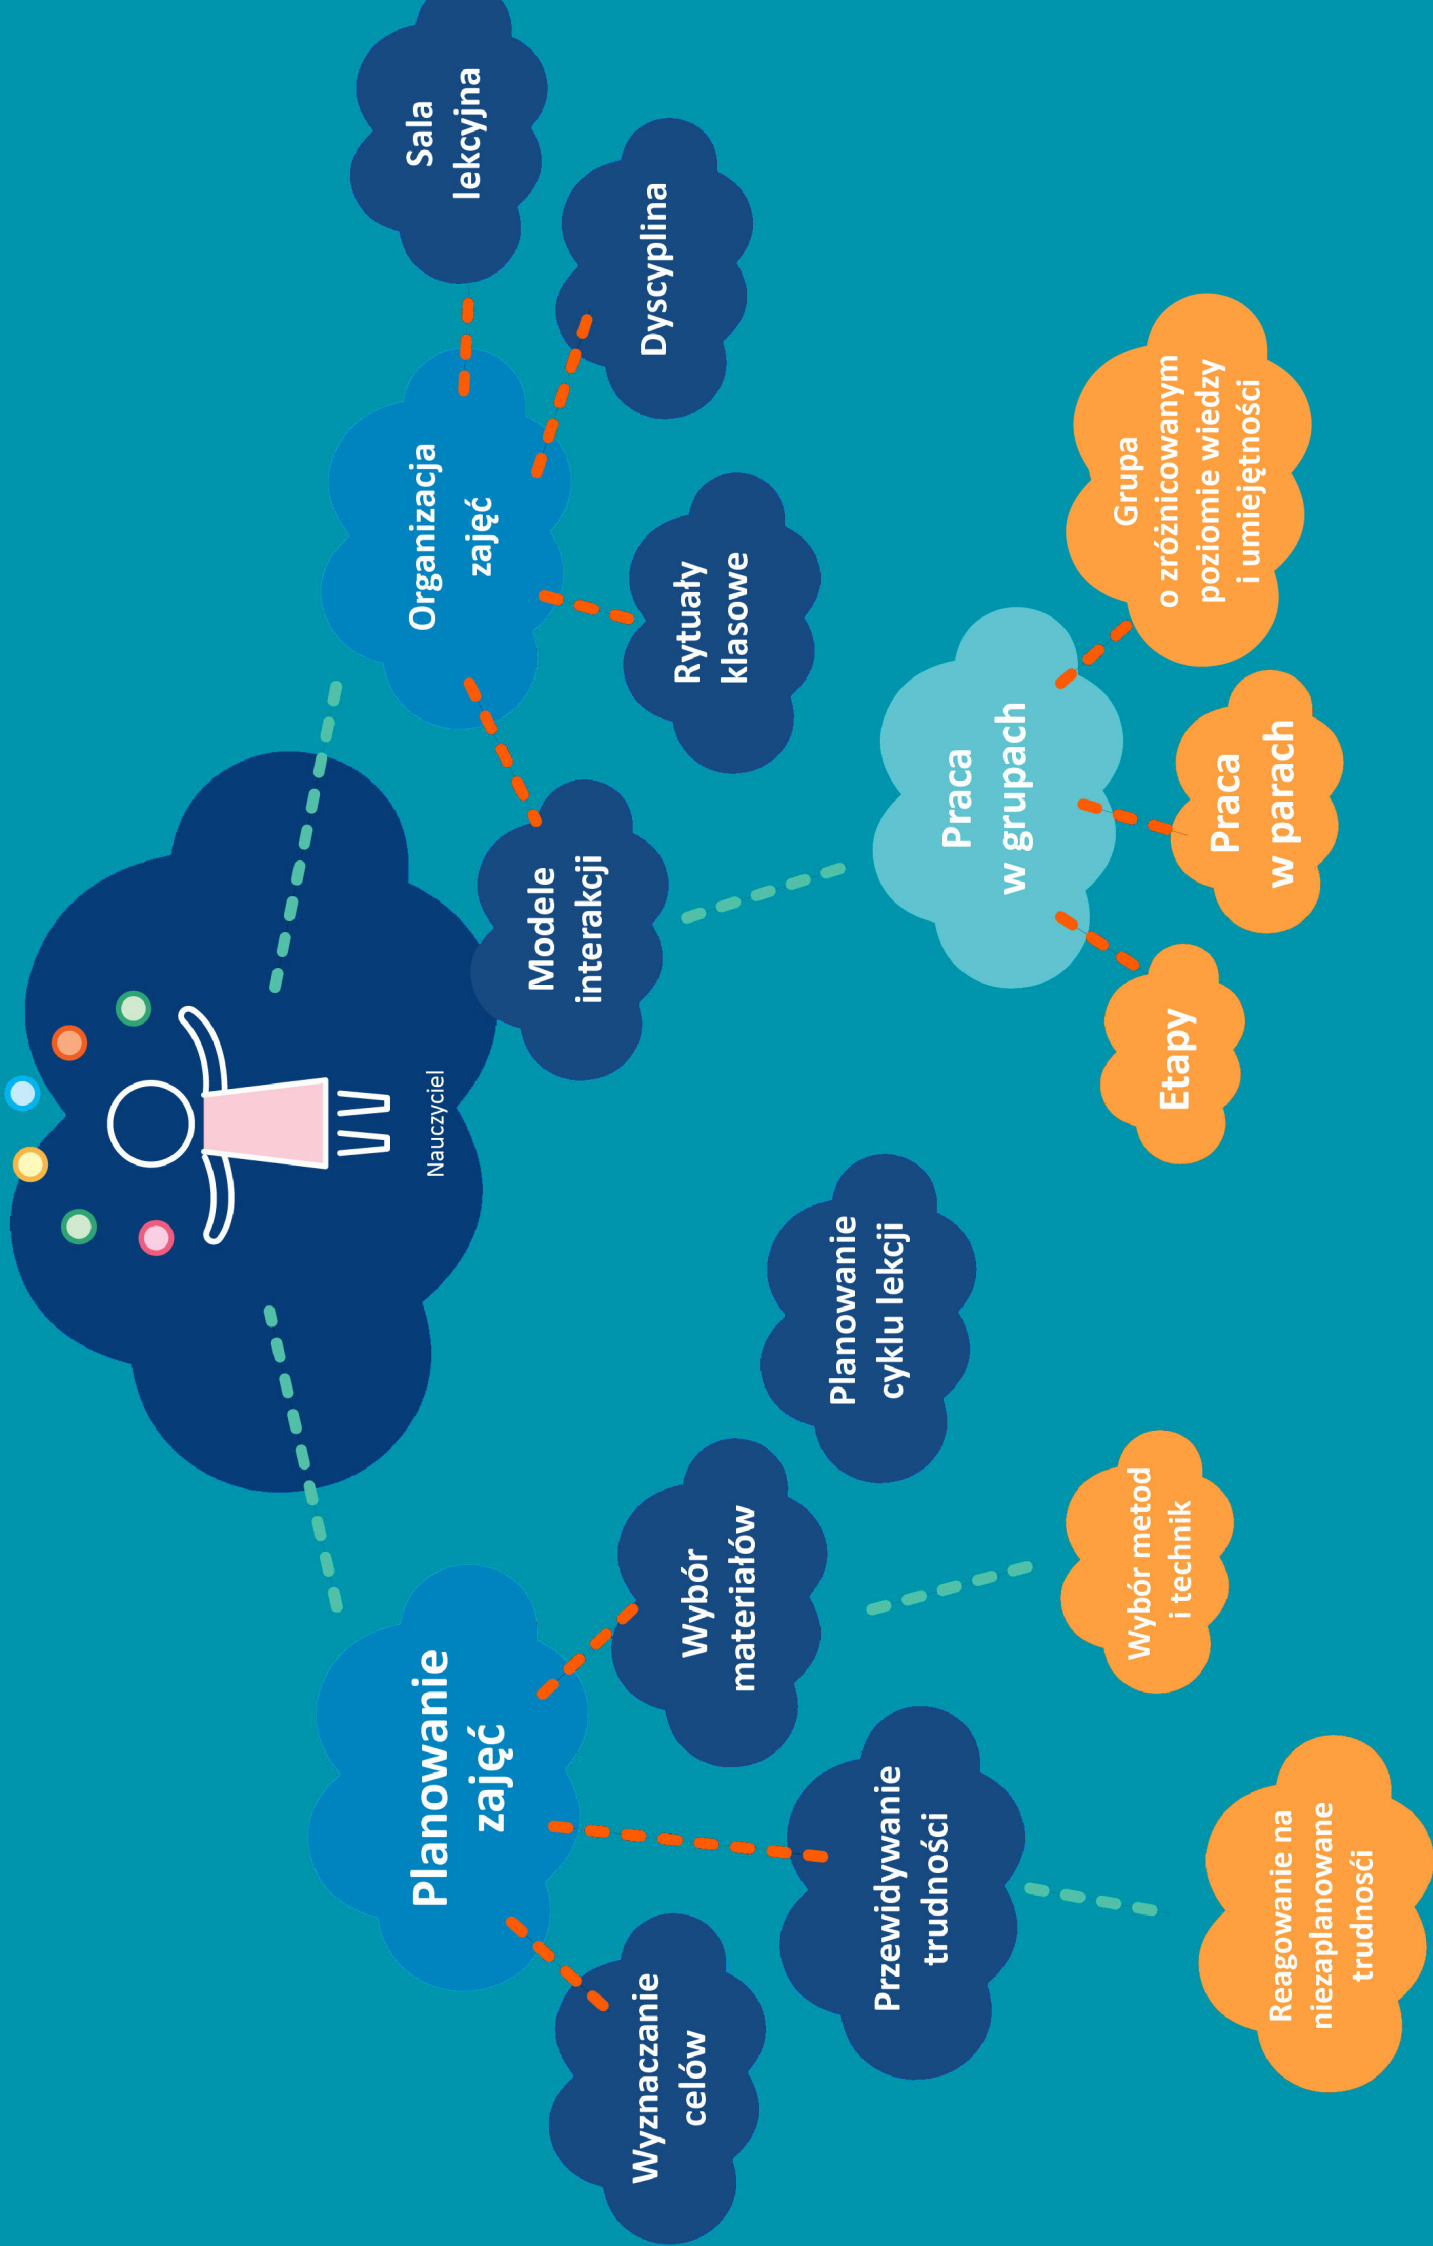 Nauczyciel
Planowanie
zajęć
Organizacja
zajęć
Wyznaczanie
celów
Przewidywanie
trudności
Wybór
materiałów
Planowanie
cyklu lekcji
Modele
interakcji
Rytuały
klasowe
Dyscyplina
Sala
lekcyjna
Reagowanie na
niezaplanowane
trudnośći
Wybór metod
i technik
Praca
w grupach
Etapy
Praca
w parach
Grupa
o zróżnicowanym
poziomie wiedzy
i umiejętności